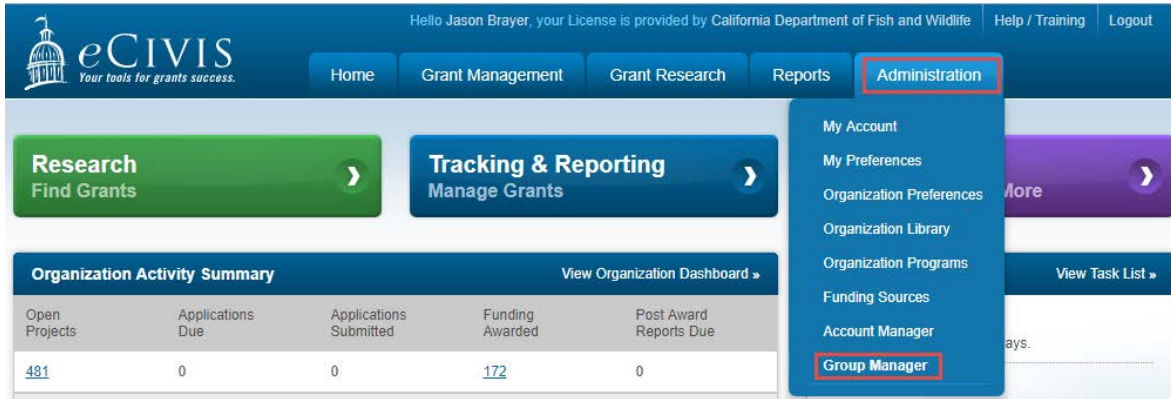 Hello Jason Brayer, your License is provided by California Department of Fish and Wildlife Help / Training Logout
eCIVIS
Your tools for grants success.
Home Grant Management Grant Research Reports Administration
My Account
My Preferences
Organization Preferences
Organization Library
Organization Programs
Funding Sources
Account Manager
Group Manager
Research
Find Grants
Tracking & Reporting
Manage Grants
More
Organization Activity Summary View Organization Dashboard »
View Task List »
Open Projects
Applications Due
Applications Submitted
Funding Awarded
Post Award Reports Due
481 0 0 172 0
ays.